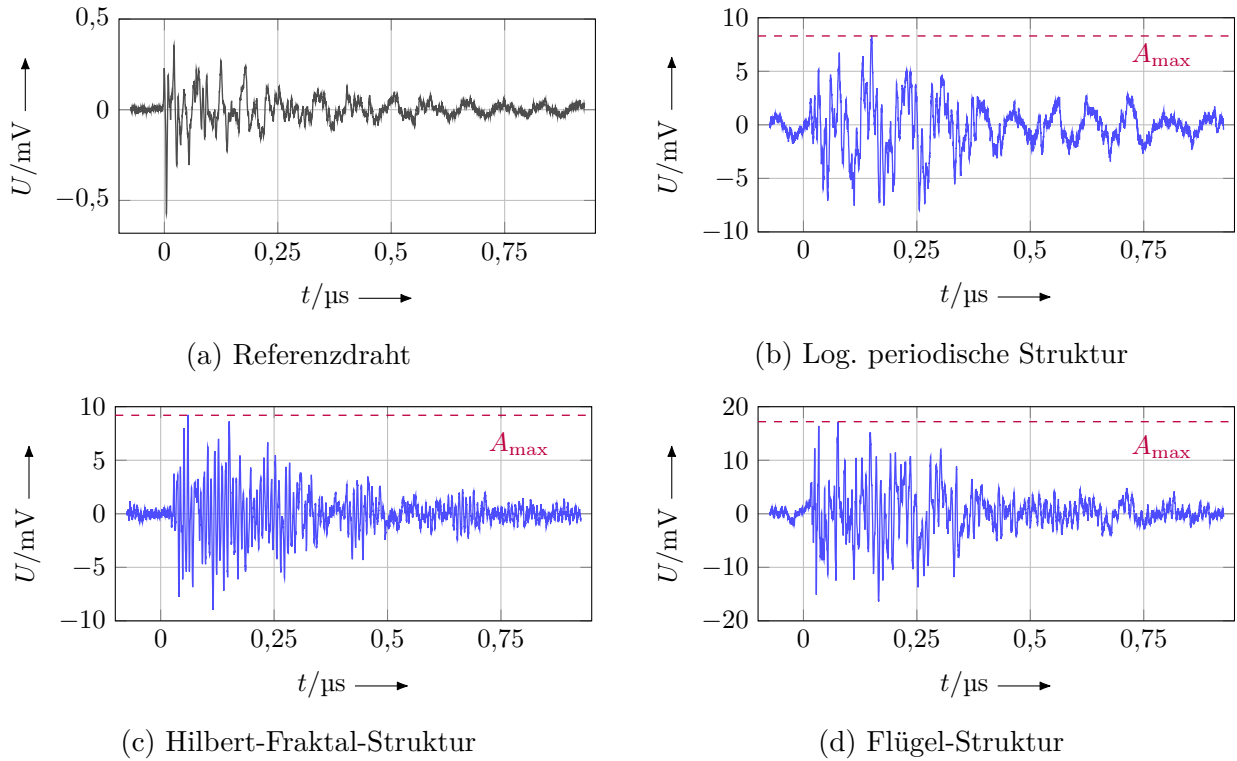 0,5
0
−0,5
U/mV
0
0,25
0,5
0,75
t/µs
(a) Referenzdraht
10
5
0
−5
−10
U/mV
A_max
0
0,25
0,5
0,75
t/µs
(b) Log. periodische Struktur
10
5
0
−5
−10
U/mV
A_max
0
0,25
0,5
0,75
t/µs
(c) Hilbert-Fraktal-Struktur
20
10
0
−10
−20
U/mV
A_max
0
0,25
0,5
0,75
t/µs
(d) Flügel-Struktur